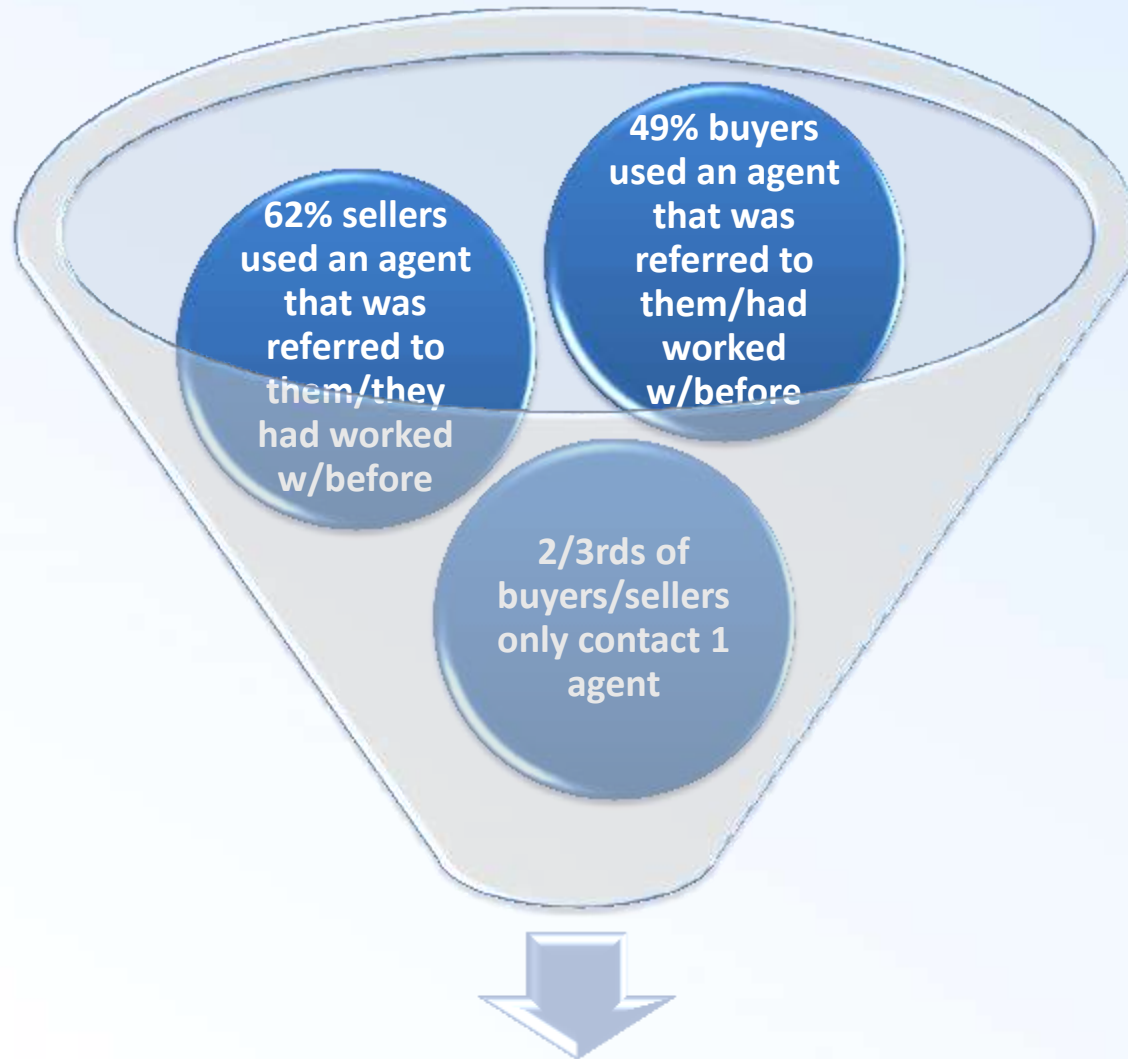 62% sellers
used an agent
that was
referred to
them/they
had worked
w/before
49% buyers
used an agent
that was
referred to
them/had
worked
w/before
2/3rds of
buyers/sellers
only contact 1
agent